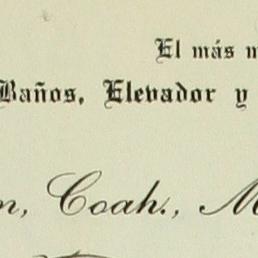 El más m
Baños, Elevador y
n, Coah., M